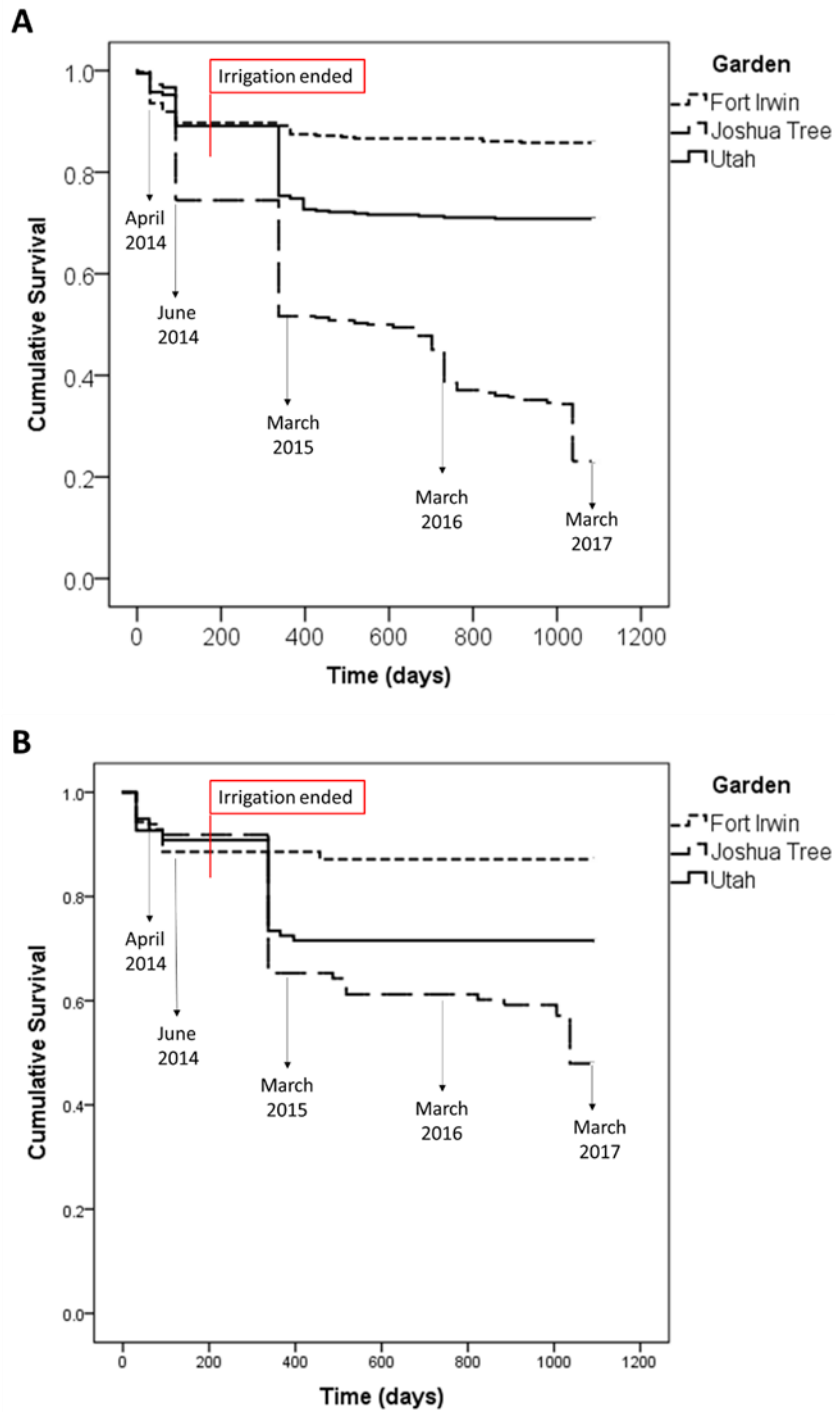 A
Irrigation ended
Garden
Fort Irwin
Joshua Tree
Utah
1.0
0.8
0.6
0.4
0.2
0.0
Cumulative Survival
April
2014
June
2014
March
2015
March
2016
March
2017
0 200 400 600 800 1000 1200
Time (days)
B
Irrigation ended
Garden
Fort Irwin
Joshua Tree
Utah
1.0
0.8
0.6
0.4
0.2
0.0
Cumulative Survival
April
2014
June
2014
March
2015
March
2016
March
2017
0 200 400 600 800 1000 1200
Time (days)